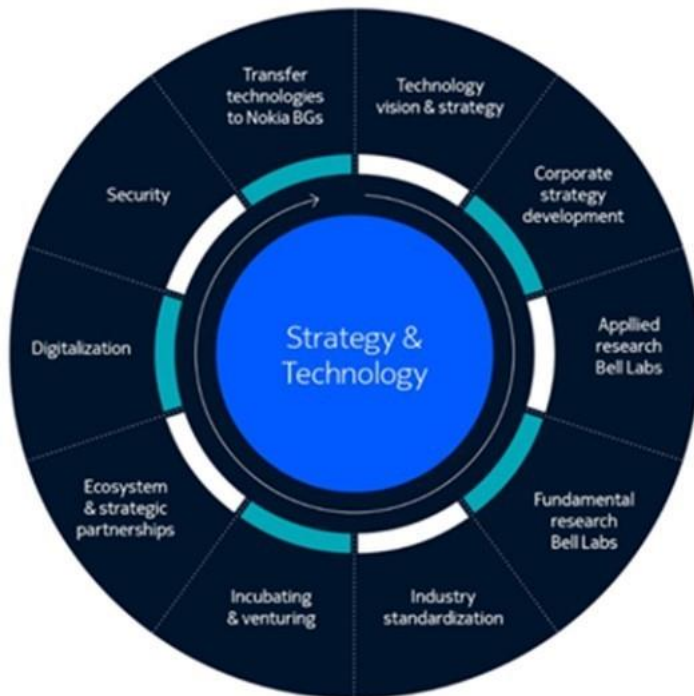 Transfer
technologies
to Nokia BGs
Technology
vision & strategy
Corporate
strategy
development
Appllied
research
Bell Labs
Fundamental
research
Bell Labs
Industry
standardization
Incubating
& venturing
Ecosystem
& strategic
partnerships
Digitalization
Security
Strategy &
Technology